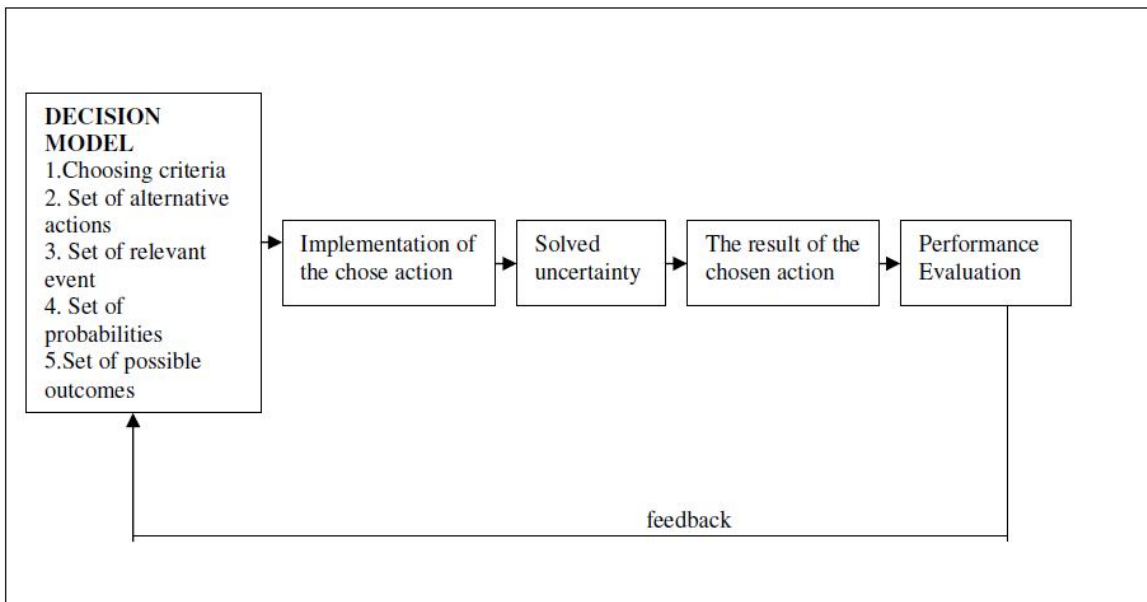 DECISION
MODEL
1.Choosing criteria
2. Set of alternative
actions
3. Set of relevant
event
4. Set of
probabilities
5.Set of possible
outcomes
Implementation of
the chose action
Solved
uncertainty
The result of the
chosen action
Performance
Evaluation
feedback